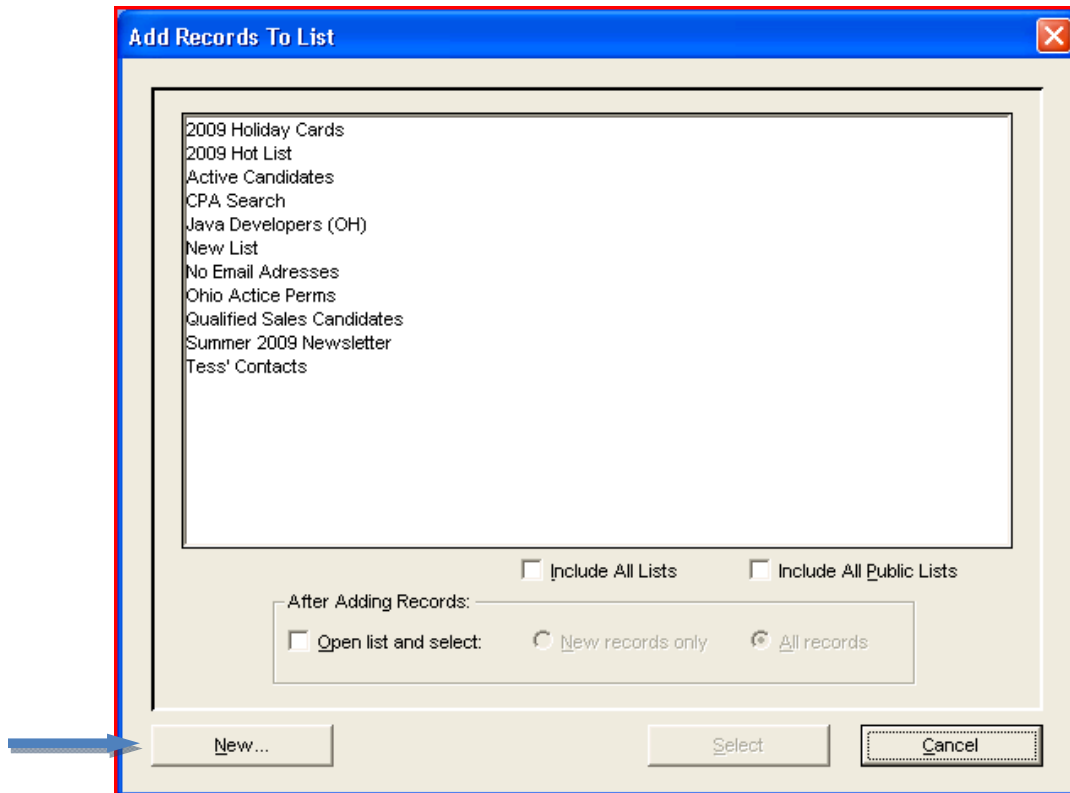 Add Records To List
2009 Holiday Cards
2009 Hot List
Active Candidates
CPA Search
Java Developers (OH)
New List
No Email Adresses
Ohio Actice Perms
Qualified Sales Candidates
Summer 2009 Newsletter
Tess' Contacts
Include All Lists Include All Public Lists
After Adding Records:
Open list and select: New records only All records
New... Select Cancel